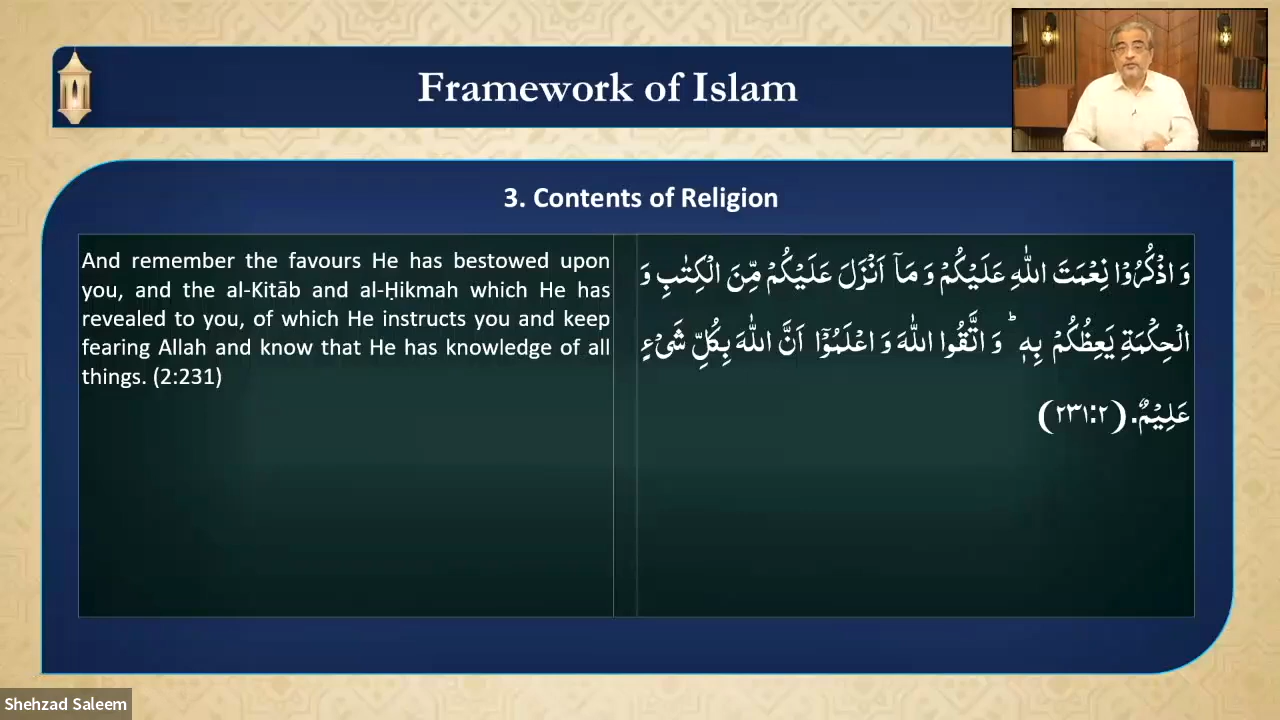 Framework of Islam
3. Contents of Religion
And remember the favours He has bestowed upon
you, and the al-Kitāb and al-Ḥikmah which He has
revealed to you, of which He instructs you and keep
fearing Allah and know that He has knowledge of all
things. (2:231)
وَ اذْكُرُوْا نِعْمَتَ اللّٰهِ عَلَيْكُمْ وَ مَاۤ اَنْزَلَ عَلَيْكُمْ مِّنَ الْكِتٰبِ وَ
الْحِكْمَةِ يَعِظُكُمْ بِهٖ ؕ وَ اتَّقُوا اللّٰهَ وَ اعْلَمُوْۤا اَنَّ اللّٰهَ بِكُلِّ شَیْءٍ
عَلِيْمٌ. (۲:۲۳۱)
Shehzad Saleem